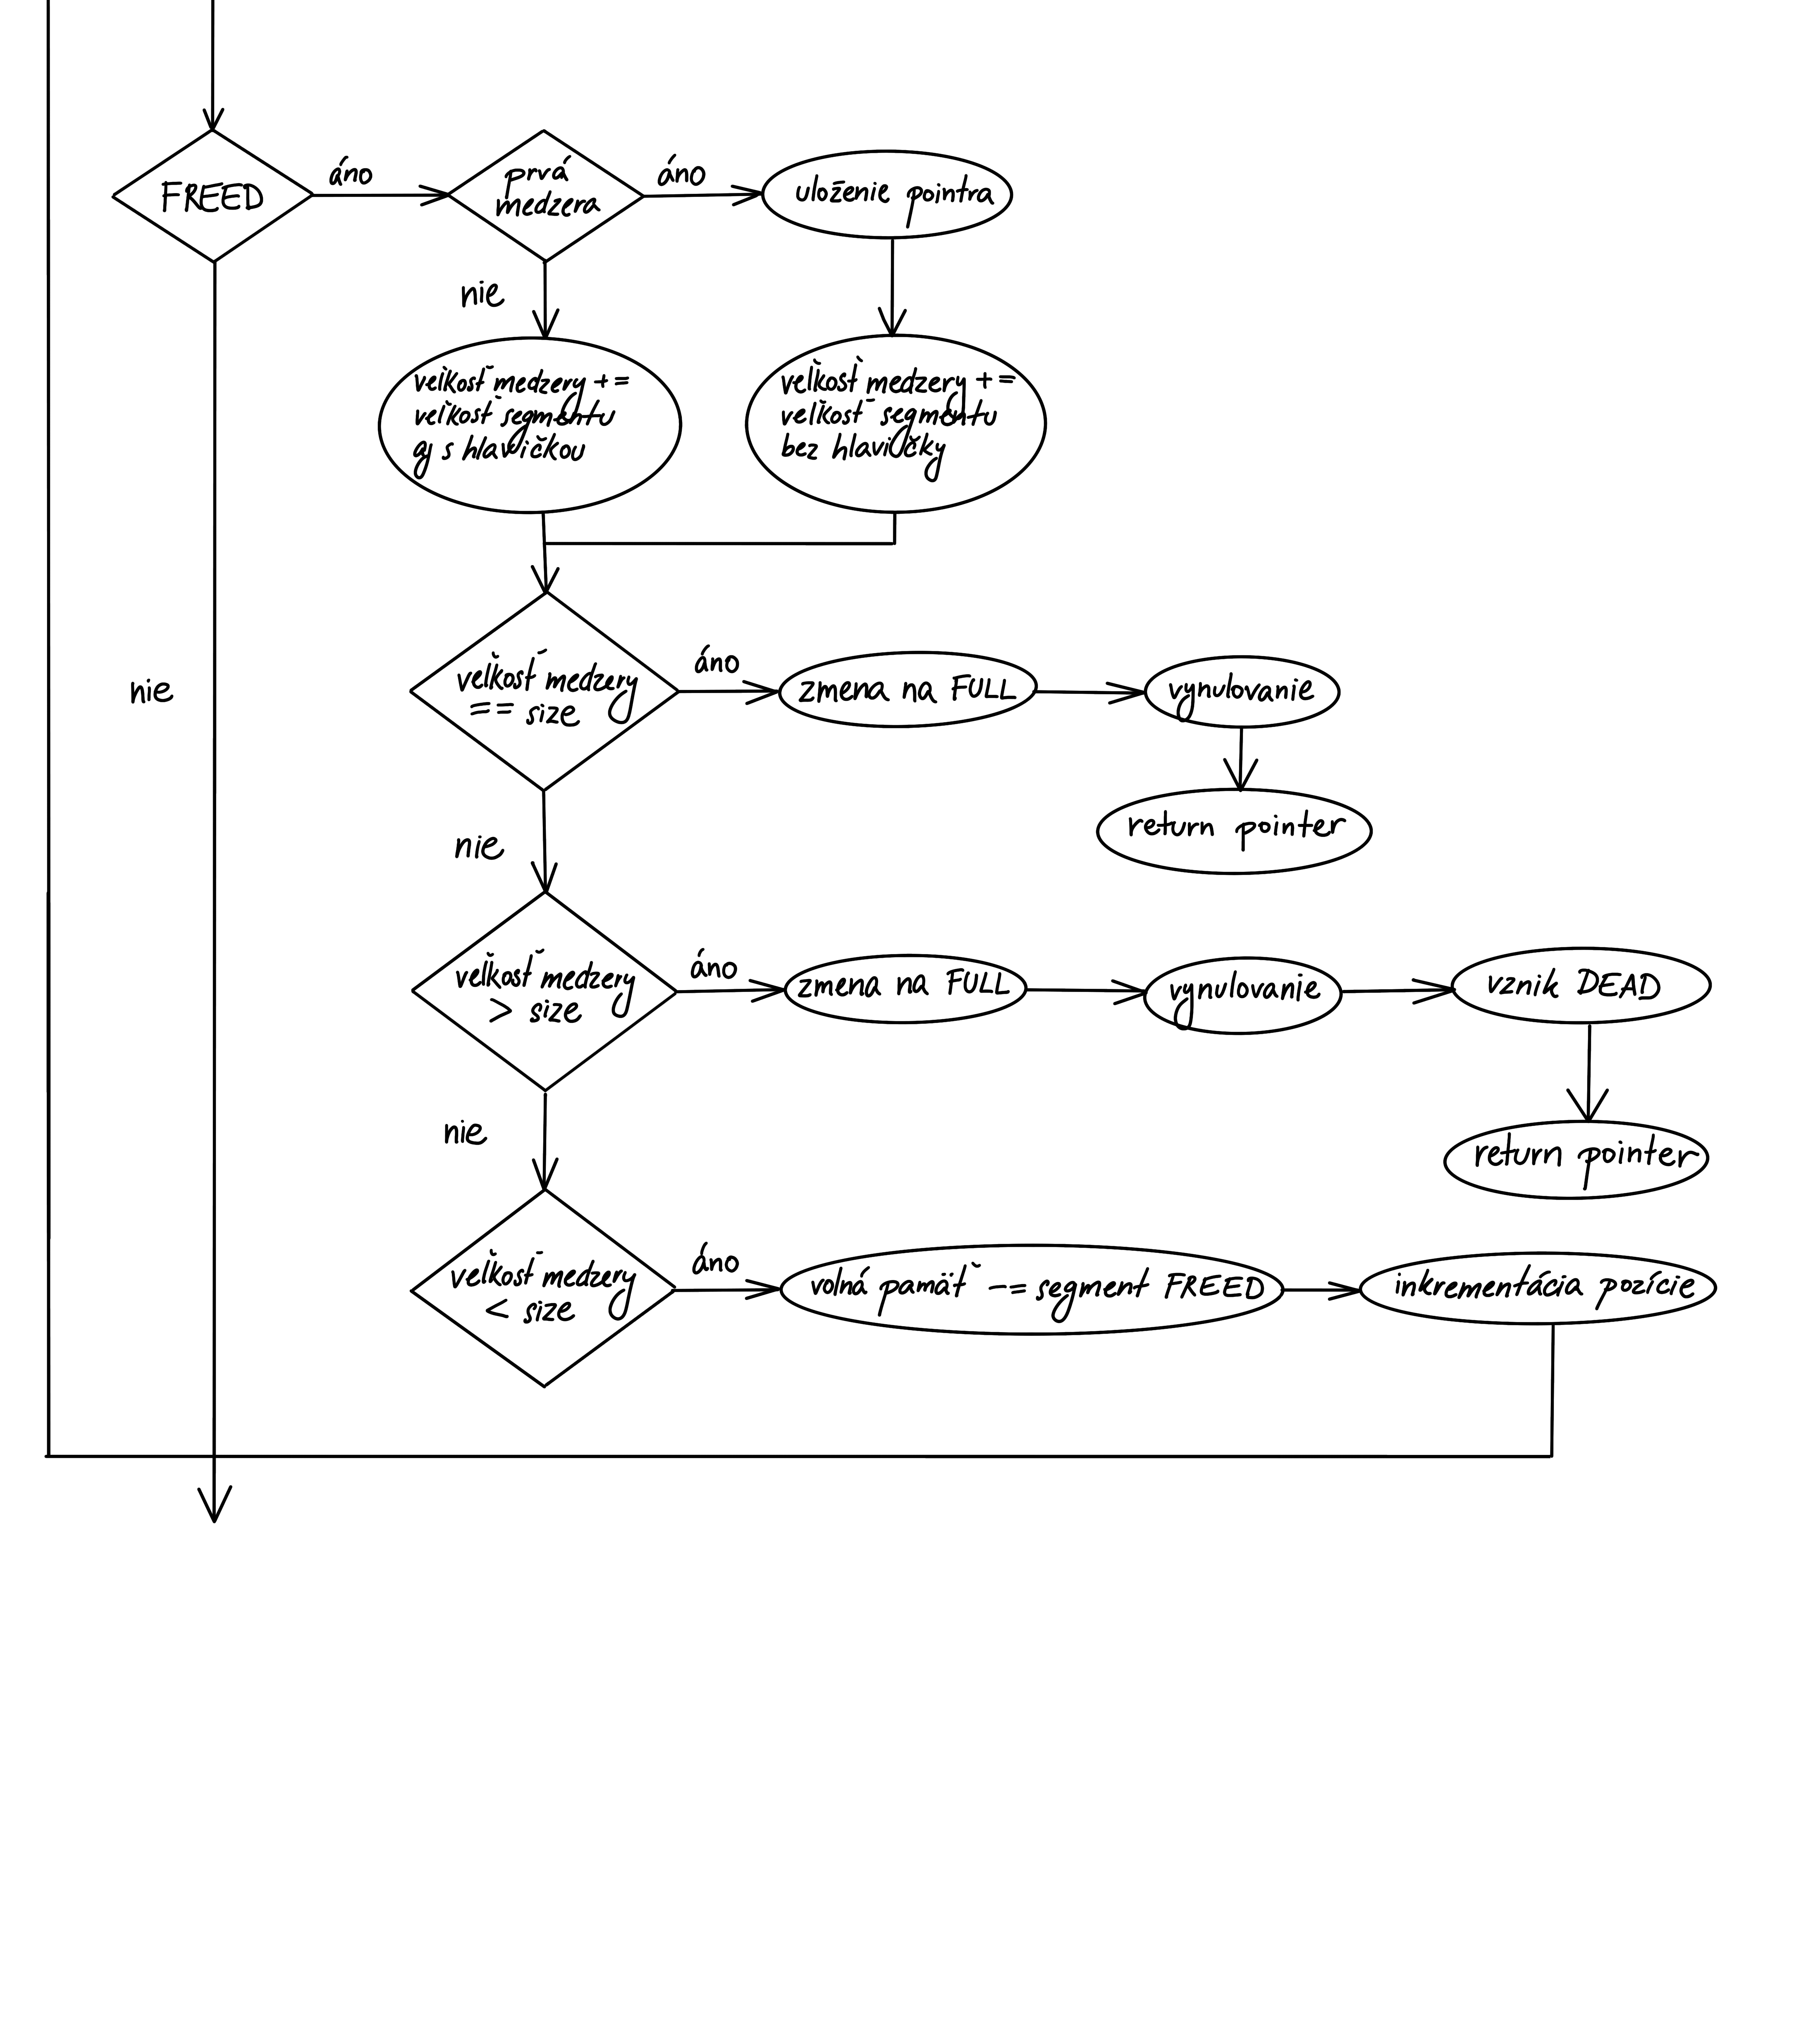 FREED
áno
prvá
medzera
áno
uloženie pointra
nie
veľkosť medzery +=
veľkosť segmentu
aj s hlavičkou
veľkosť medzery +=
veľkosť segmentu
bez hlavičky
nie
veľkosť medzery
== size
áno
zmena na FULL
vynulovanie
return pointer
nie
veľkosť medzery
> size
áno
zmena na FULL
vynulovanie
vznik DEAD
return pointer
nie
veľkosť medzery
< size
áno
volná pamäť -= segment FREED
inkrementácia pozície